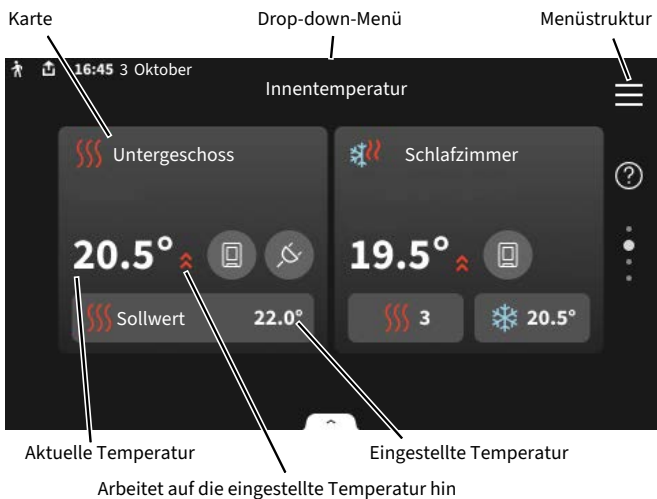 Karte
Drop-down-Menü
Menüstruktur
16:45 3 Oktober
Innentemperatur
Untergeschoss
Schlafzimmer
?
20.5°
19.5°
Sollwert 22.0°
3
20.5°
Aktuelle Temperatur
Eingestellte Temperatur
Arbeitet auf die eingestellte Temperatur hin